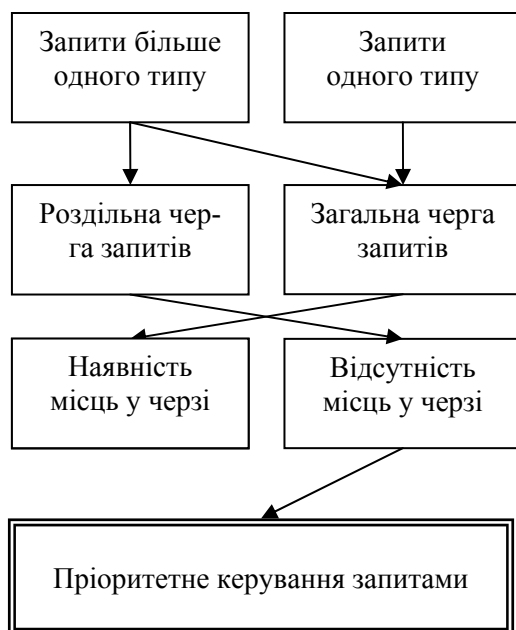 Запити більше
одного типу
Запити
одного типу
Роздільна чер-
га запитів
Загальна черга
запитів
Наявність
місць у черзі
Відсутність
місць у черзі
Пріоритетне керування запитами